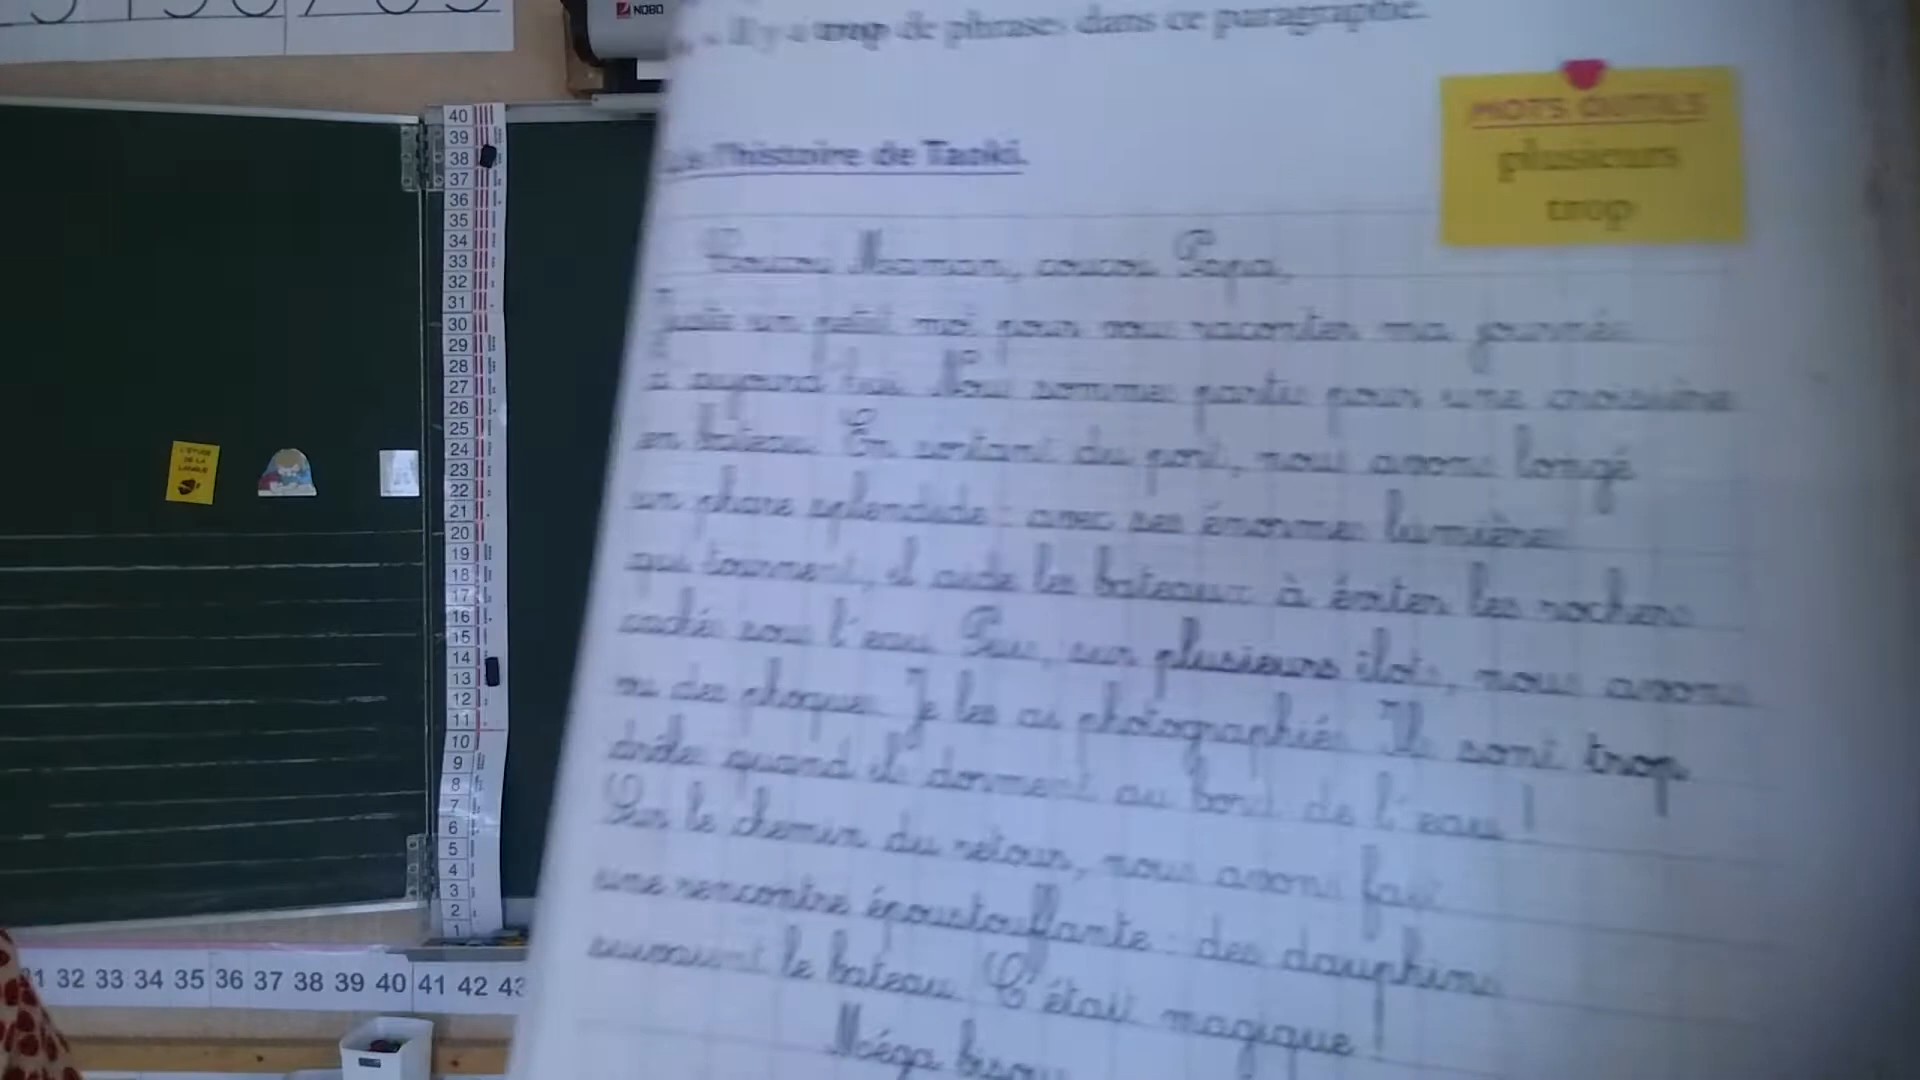 NOBO
Il y a trop de phrases dans ce paragraphe.
MOTS OUTILS
plusieurs
trop
l'histoire de Taoki.
Coucou Maman, coucou Papa,
Juste un petit mot pour vous raconter ma journée
d'aujourd'hui. Nous sommes partis pour une croisière
en bateau. En sortant du port, nous avons longé
un phare splendide : avec ses énormes lumières
qui tournent, il aide les bateaux à éviter les rochers
cachés sous l'eau. Puis, sur plusieurs îlots, nous avons
vu des phoques. Je les ai photographiés. Ils sont trop
drôles quand ils dorment au bord de l'eau !
Sur le chemin du retour, nous avons fait
une rencontre époustouflante : des dauphins
suivaient le bateau. C'était magique !
Méga bisous
L'ÉTUDE
DE LA
LANGUE
40
39
38
37
36
35
34
33
32
31
30
29
28
27
26
25
24
23
22
21
20
19
18
17
16
15
14
13
12
11
10
9
8
7
6
5
4
3
2
1
31 32 33 34 35 36 37 38 39 40 41 42 43